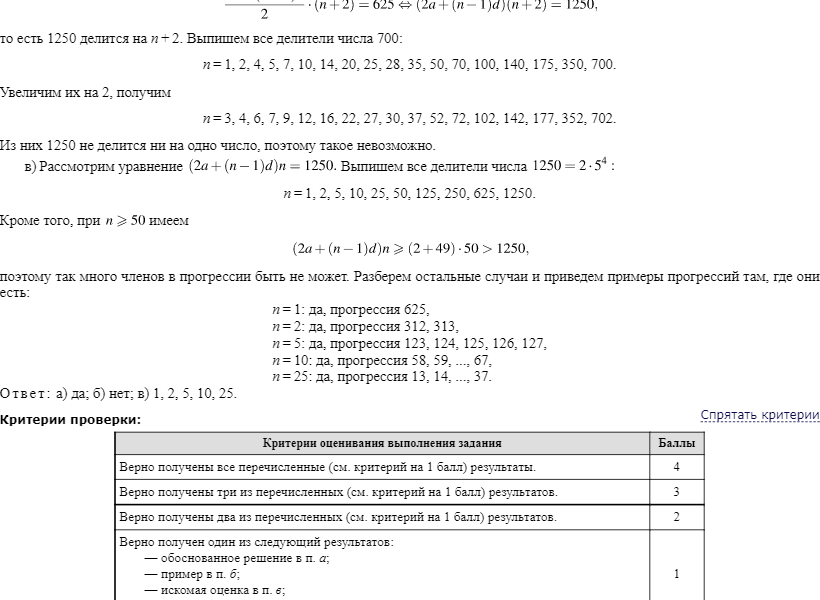 2 · (n + 2) = 625 ⇔ (2a + (n − 1)d)(n + 2) = 1250,
то есть 1250 делится на n + 2. Выпишем все делители числа 700:
n = 1, 2, 4, 5, 7, 10, 14, 20, 25, 28, 35, 50, 70, 100, 140, 175, 350, 700.
Увеличим их на 2, получим
n = 3, 4, 6, 7, 9, 12, 16, 22, 27, 30, 37, 52, 72, 102, 142, 177, 352, 702.
Из них 1250 не делится ни на одно число, поэтому такое невозможно.
в) Рассмотрим уравнение (2a + (n − 1)d)n = 1250. Выпишем все делители числа 1250 = 2 · 5⁴ :
n = 1, 2, 5, 10, 25, 50, 125, 250, 625, 1250.
Кроме того, при n ⩾ 50 имеем
(2a + (n − 1)d)n ⩾ (2 + 49) · 50 > 1250,
поэтому так много членов в прогрессии быть не может. Разберем остальные случаи и приведем примеры прогрессий там, где они
есть:
n = 1: да, прогрессия 625,
n = 2: да, прогрессия 312, 313,
n = 5: да, прогрессия 123, 124, 125, 126, 127,
n = 10: да, прогрессия 58, 59, ..., 67,
n = 25: да, прогрессия 13, 14, ..., 37.
Ответ: а) да; б) нет; в) 1, 2, 5, 10, 25.
Критерии проверки:
Спрятать критерии
Критерии оценивания выполнения задания Баллы
Верно получены все перечисленные (см. критерий на 1 балл) результаты. 4
Верно получены три из перечисленных (см. критерий на 1 балл) результатов. 3
Верно получены два из перечисленных (см. критерий на 1 балл) результатов. 2
Верно получен один из следующий результатов:
— обоснованное решение в п. а;
— пример в п. б; 1
— искомая оценка в п. в;